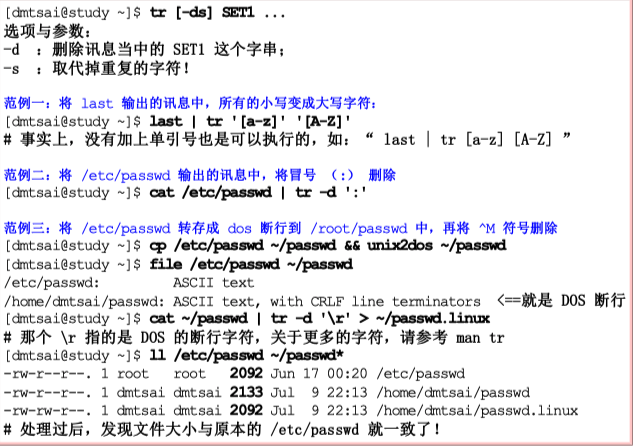 [dmtsai@study ~]$ tr [-ds] SET1 ...
选项与参数：
-d ：删除讯息当中的 SET1 这个字串；
-s ：取代掉重复的字符！
范例一：将 last 输出的讯息中，所有的小写变成大写字符：
[dmtsai@study ~]$ last | tr '[a-z]' '[A-Z]'
# 事实上，没有加上单引号也是可以执行的，如：“ last | tr [a-z] [A-Z] ”
范例二：将 /etc/passwd 输出的讯息中，将冒号 （:） 删除
[dmtsai@study ~]$ cat /etc/passwd | tr -d ':'
范例三：将 /etc/passwd 转存成 dos 断行到 /root/passwd 中，再将 ^M 符号删除
[dmtsai@study ~]$ cp /etc/passwd ~/passwd && unix2dos ~/passwd
[dmtsai@study ~]$ file /etc/passwd ~/passwd
/etc/passwd: ASCII text
/home/dmtsai/passwd: ASCII text, with CRLF line terminators <==就是 DOS 断行
[dmtsai@study ~]$ cat ~/passwd | tr -d '\r' > ~/passwd.linux
# 那个 \r 指的是 DOS 的断行字符，关于更多的字符，请参考 man tr
[dmtsai@study ~]$ ll /etc/passwd ~/passwd*
-rw-r--r--. 1 root root 2092 Jun 17 00:20 /etc/passwd
-rw-r--r--. 1 dmtsai dmtsai 2133 Jul 9 22:13 /home/dmtsai/passwd
-rw-rw-r--. 1 dmtsai dmtsai 2092 Jul 9 22:13 /home/dmtsai/passwd.linux
# 处理过后，发现文件大小与原本的 /etc/passwd 就一致了！